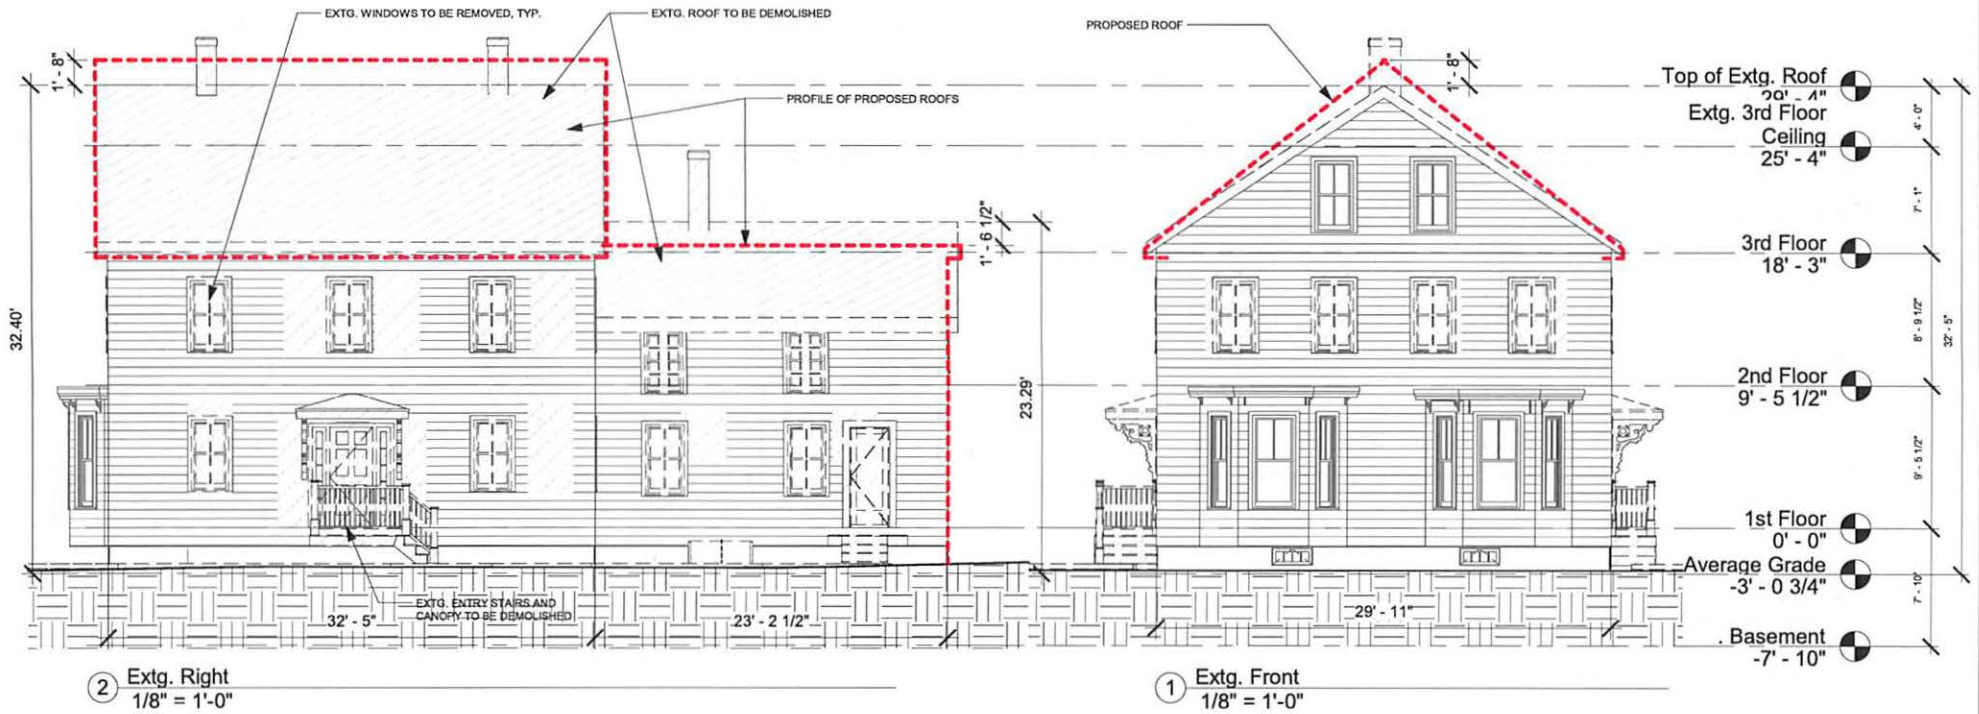 EXTG. WINDOWS TO BE REMOVED, TYP.
EXTG. ROOF TO BE DEMOLISHED
PROPOSED ROOF
1' - 8"
1' - 8"
PROFILE OF PROPOSED ROOFS
Top of Extg. Roof
29' - 4"
Extg. 3rd Floor
Ceiling
25' - 4"
4' - 0"
7' - 1"
1' - 6 1/2"
3rd Floor
18' - 3"
32.40'
8' - 9 1/2"
32' - 5"
2nd Floor
9' - 5 1/2"
23.29'
9' - 5 1/2"
1st Floor
0' - 0"
Average Grade
-3' - 0 3/4"
7' - 10"
EXTG. ENTRY STAIRS AND
CANOPY TO BE DEMOLISHED
32' - 5"
23' - 2 1/2"
29' - 11"
. Basement
-7' - 10"
2
Extg. Right
1/8" = 1'-0"
1
Extg. Front
1/8" = 1'-0"